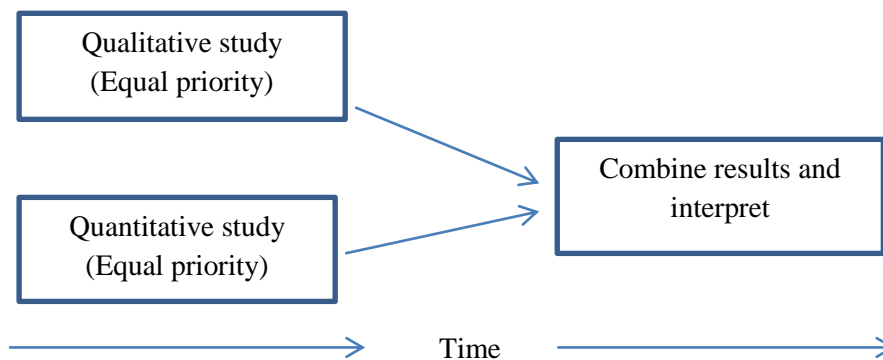 Qualitative study
(Equal priority)
Combine results and
interpret
Quantitative study
(Equal priority)
Time